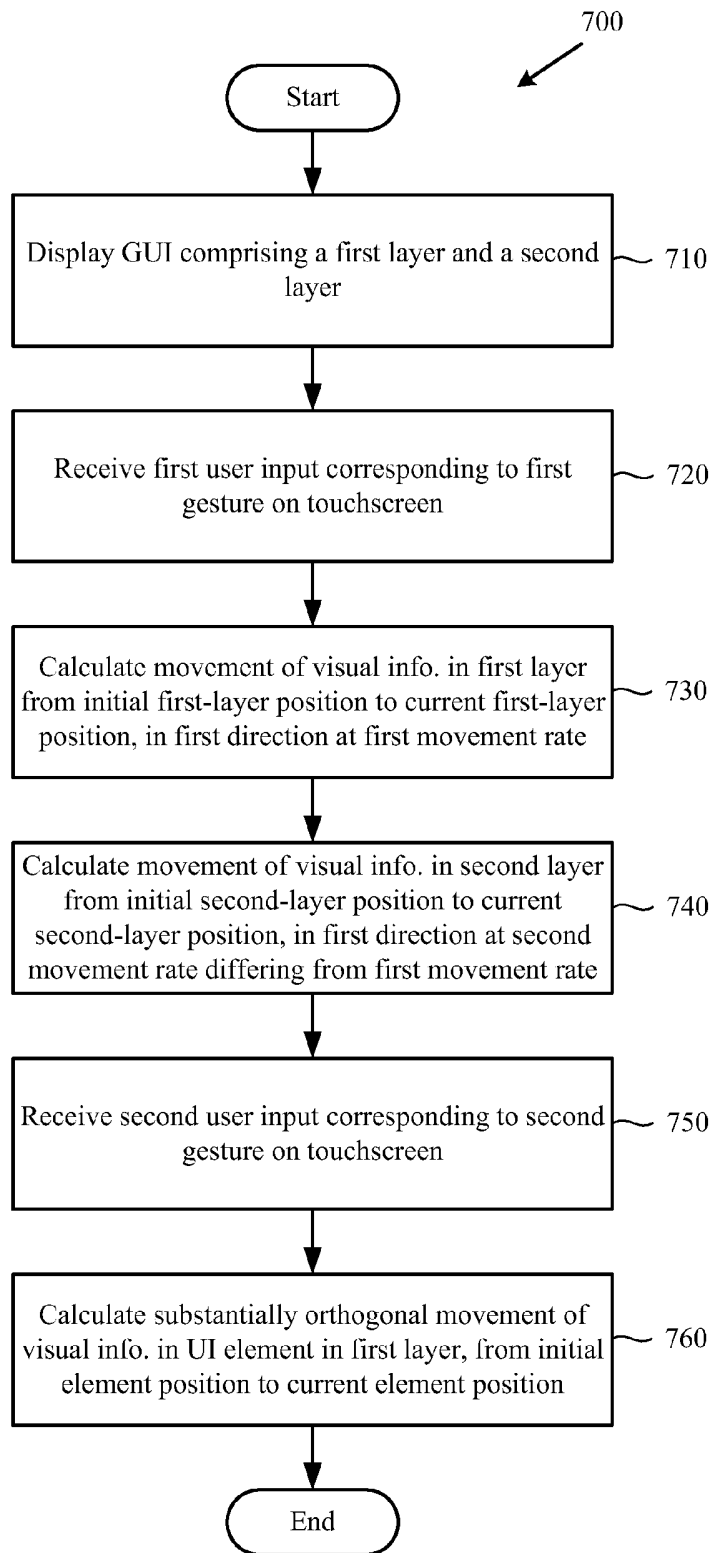 700
Start
Display GUI comprising a first layer and a second
layer
710
Receive first user input corresponding to first
gesture on touchscreen
720
Calculate movement of visual info. in first layer
from initial first-layer position to current first-layer
position, in first direction at first movement rate
730
Calculate movement of visual info. in second layer
from initial second-layer position to current
second-layer position, in first direction at second
movement rate differing from first movement rate
740
Receive second user input corresponding to second
gesture on touchscreen
750
Calculate substantially orthogonal movement of
visual info. in UI element in first layer, from initial
element position to current element position
760
End